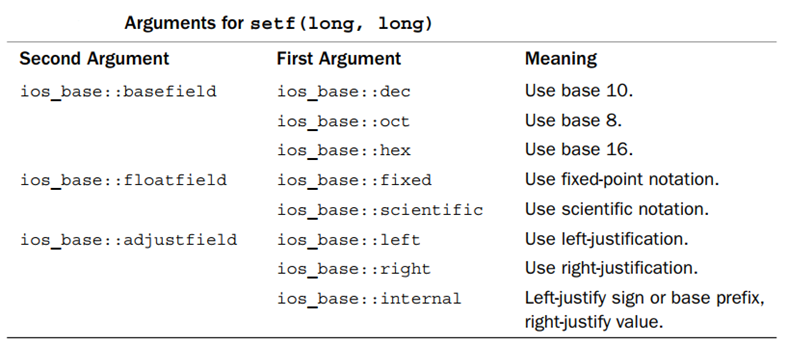 Arguments for setf(long, long)
Second Argument First Argument Meaning
ios_base::basefield ios_base::dec Use base 10.
ios_base::oct Use base 8.
ios_base::hex Use base 16.
ios_base::floatfield ios_base::fixed Use fixed-point notation.
ios_base::scientific Use scientific notation.
ios_base::adjustfield ios_base::left Use left-justification.
ios_base::right Use right-justification.
ios_base::internal Left-justify sign or base prefix,
right-justify value.